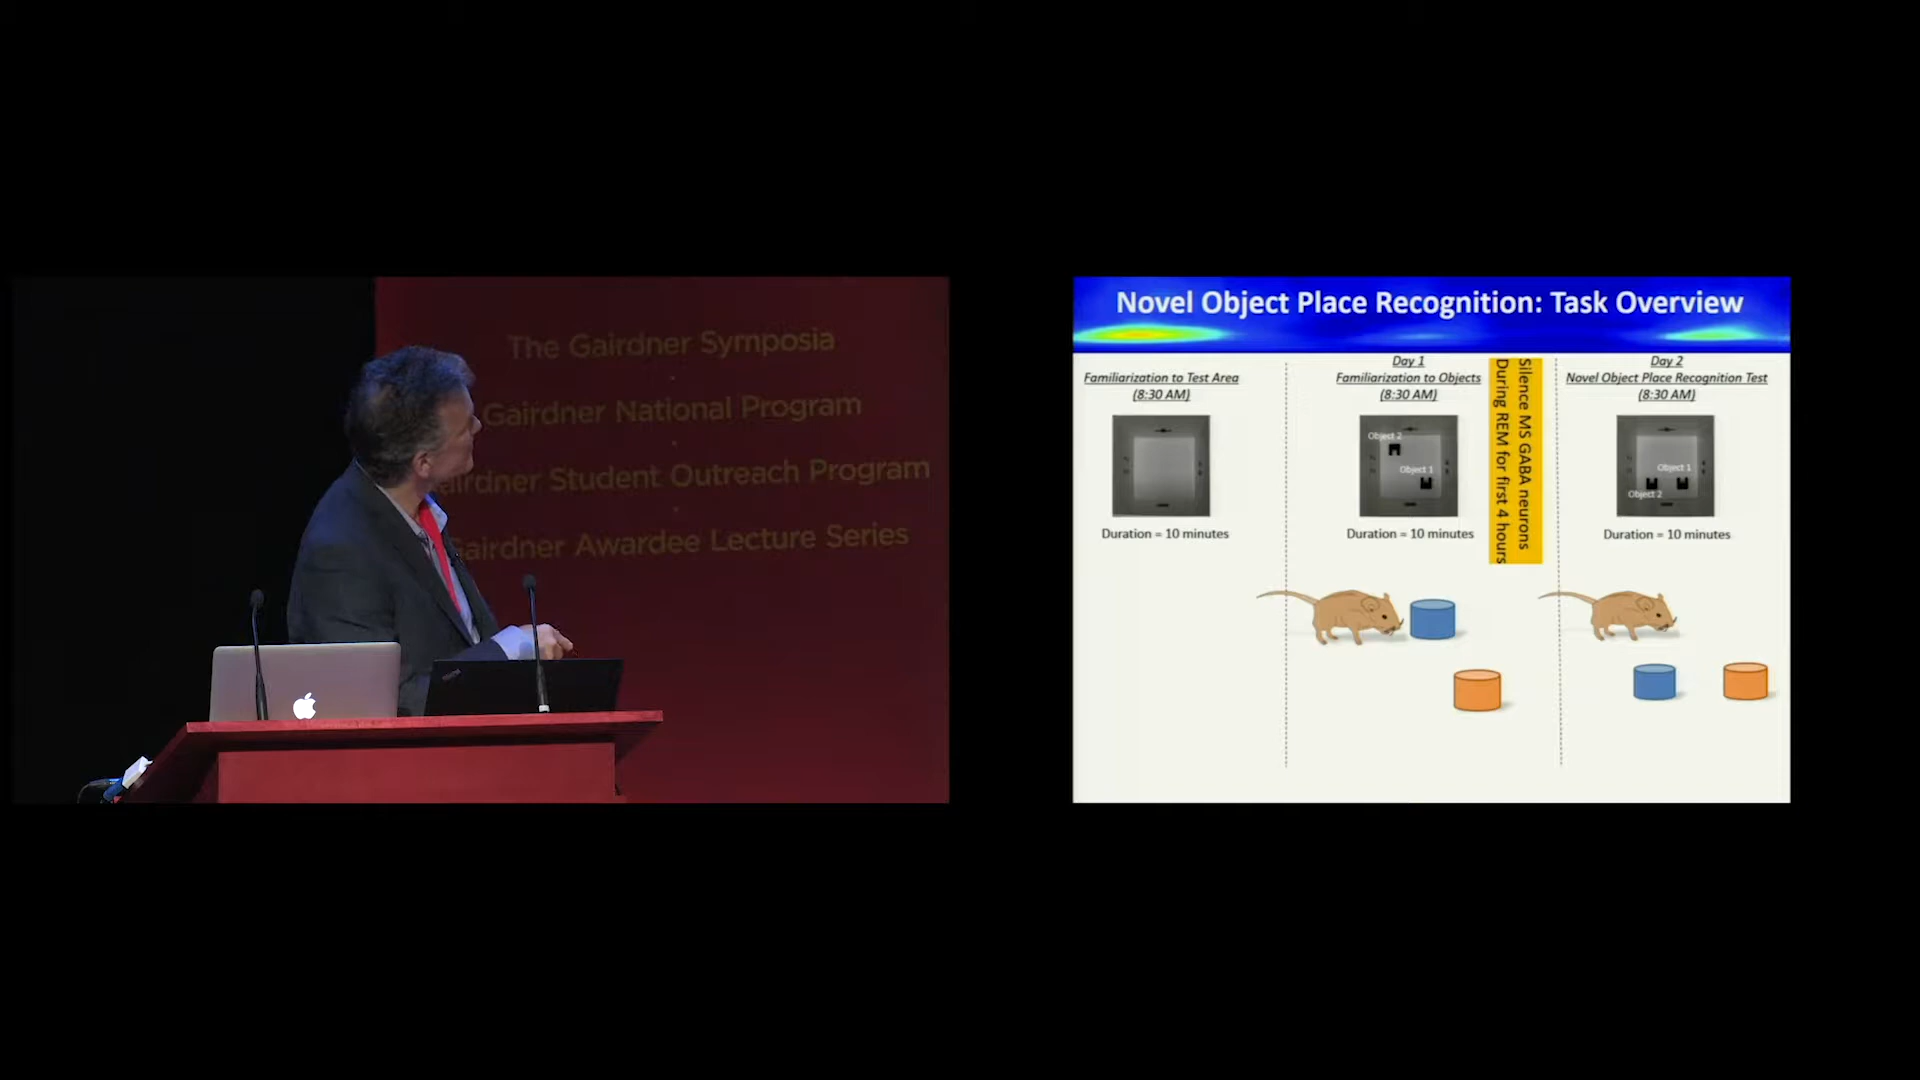 The Gairdner Symposia
Gairdner National Program
Gairdner Student Outreach Program
Gairdner Awardee Lecture Series
Novel Object Place Recognition: Task Overview
Familiarization to Test Area
(8:30 AM)
Duration = 10 minutes
Day 1
Familiarization to Objects
(8:30 AM)
Object 2
Object 1
Duration = 10 minutes
Silence MS GABA neurons
During REM for first 4 hours
Day 2
Novel Object Place Recognition Test
(8:30 AM)
Object 1
Object 2
Duration = 10 minutes